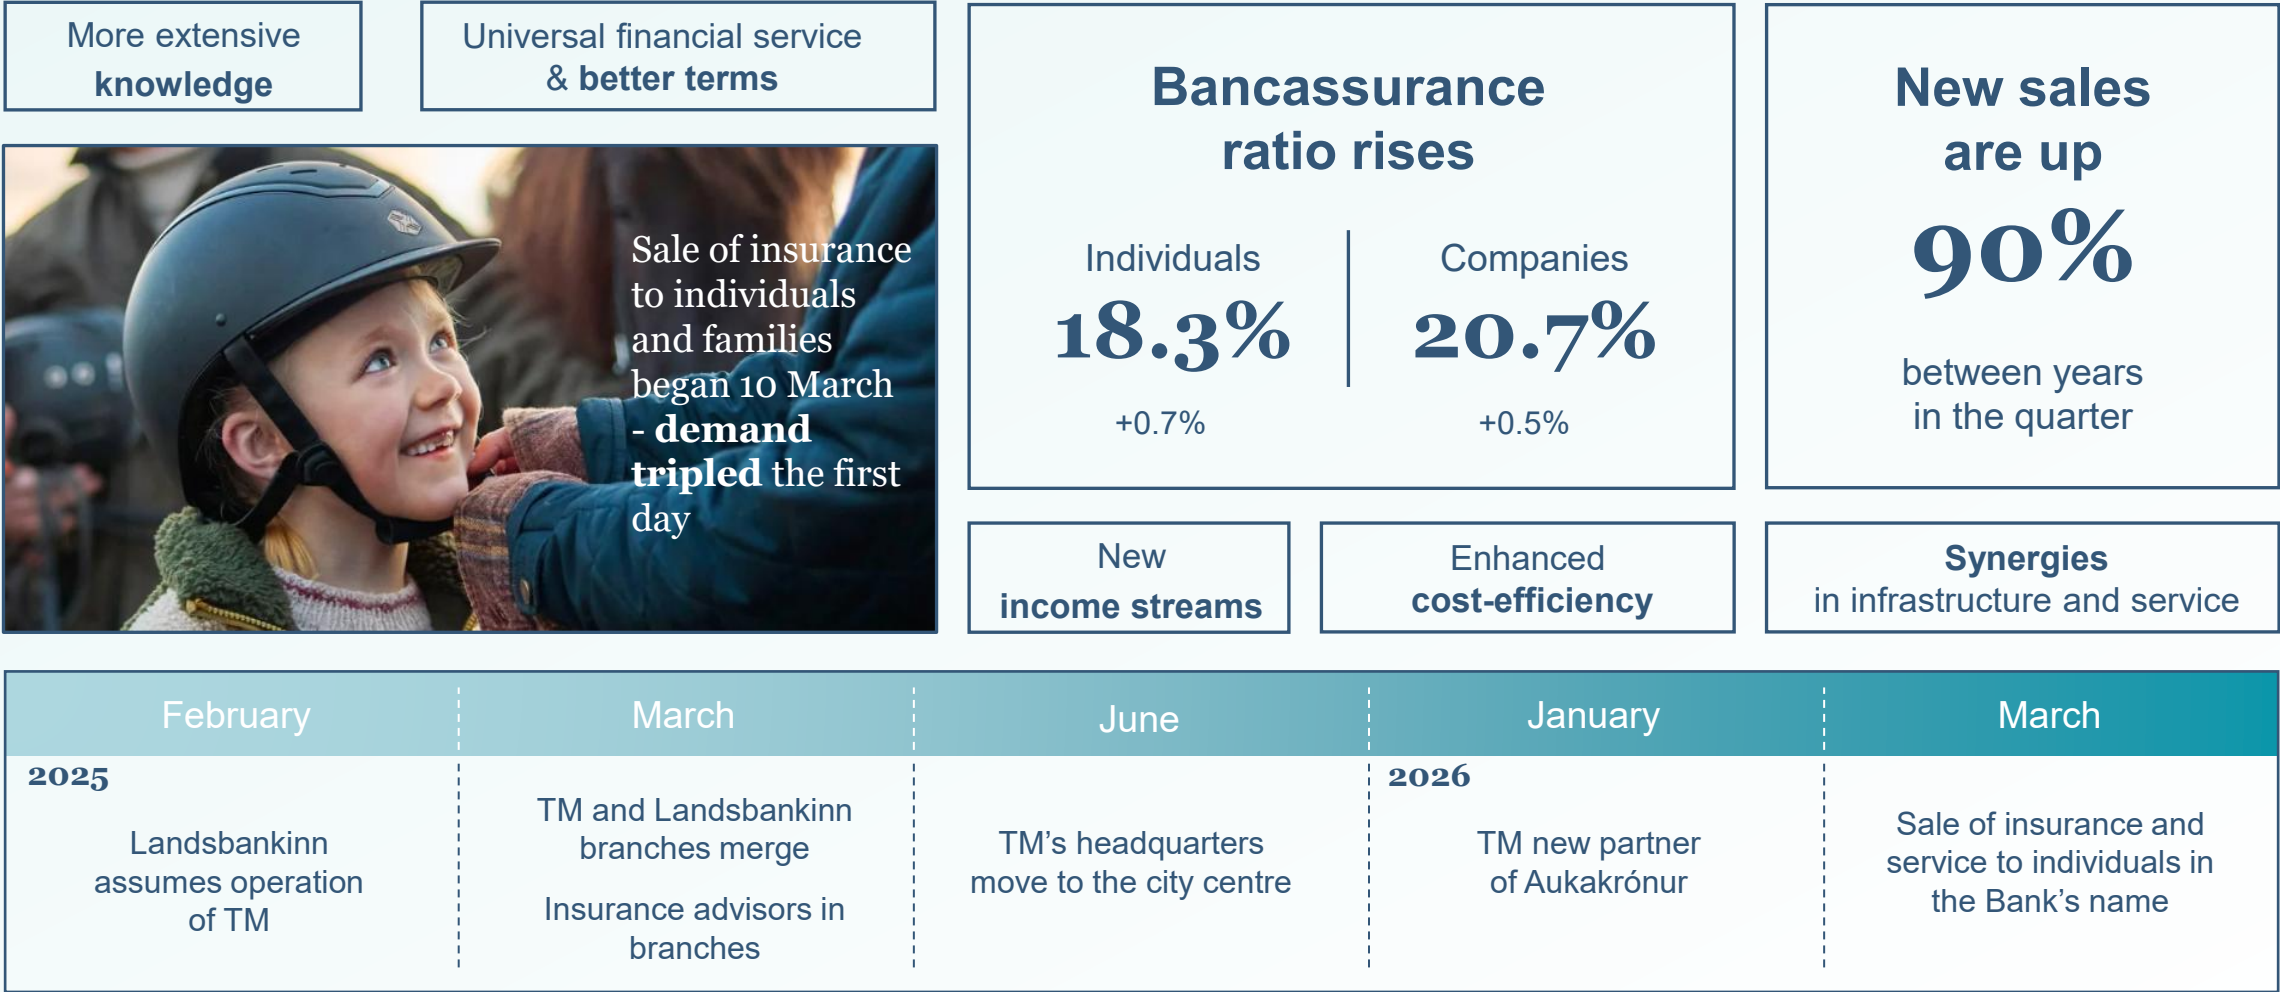 More extensive
knowledge
Universal financial service
& better terms
Sale of insurance
to individuals
and families
began 10 March
- demand
tripled the first
day
Bancassurance
ratio rises
Individuals
18.3%
+0.7%
Companies
20.7%
+0.5%
New sales
are up
90%
between years
in the quarter
New
income streams
Enhanced
cost-efficiency
Synergies
in infrastructure and service
February
2025
Landsbankinn
assumes operation
of TM
March
TM and Landsbankinn
branches merge
Insurance advisors in
branches
June
TM’s headquarters
move to the city centre
January
2026
TM new partner
of Aukakrónur
March
Sale of insurance and
service to individuals in
the Bank’s name